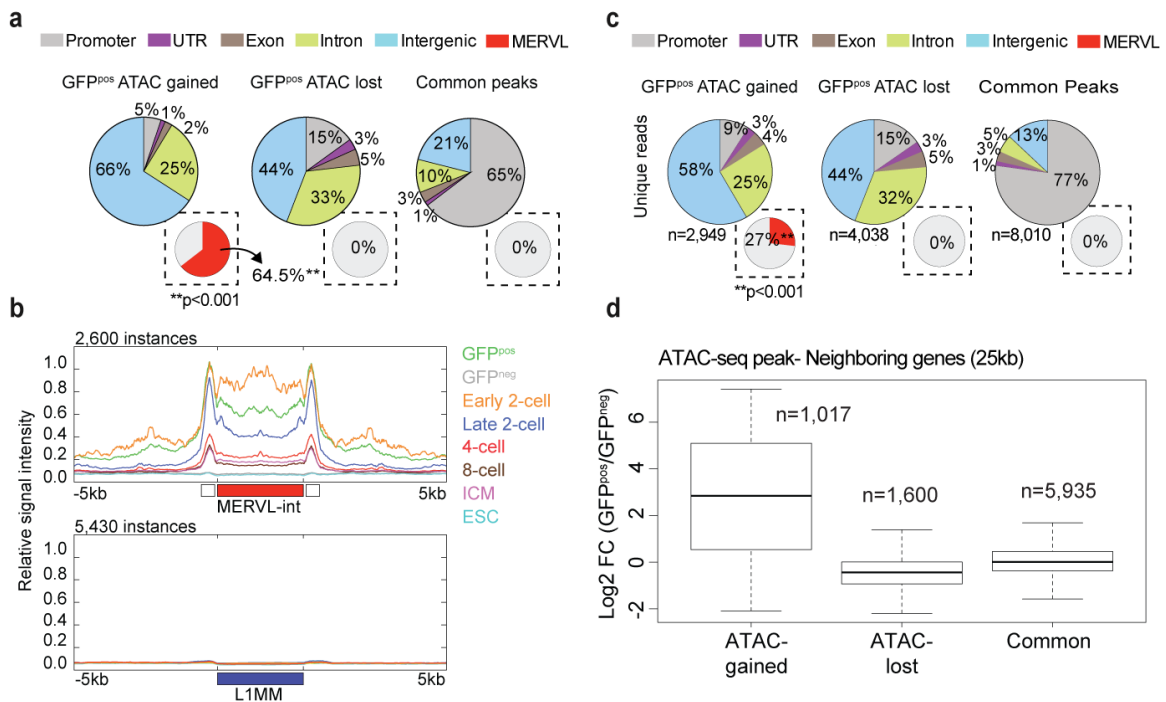 a
Promoter UTR Exon Intron Intergenic MERVL
GFPpos ATAC gained GFPpos ATAC lost Common peaks
5% 1% 2% 25% 66%
15% 3% 5% 33% 44%
21% 10% 3% 1% 65%
64.5%** 0% 0%
**p<0.001
b
2,600 instances
Relative signal intensity
1.0
0.8
0.6
0.4
0.2
0.0
-5kb MERVL-int 5kb
GFPpos
GFPneg
Early 2-cell
Late 2-cell
4-cell
8-cell
ICM
ESC
5,430 instances
1.0
0.8
0.6
0.4
0.2
0.0
-5kb L1MM 5kb
c
Promoter UTR Exon Intron Intergenic MERVL
GFPpos ATAC gained GFPpos ATAC lost Common Peaks
Unique reads
9% 3% 4% 25% 58%
15% 3% 5% 32% 44%
13% 5% 3% 1% 77%
n=2,949 n=4,038 n=8,010
27%** 0% 0%
**p<0.001
d
ATAC-seq peak- Neighboring genes (25kb)
Log2 FC (GFPpos/GFPneg)
6
4
2
0
-2
n=1,017
n=1,600
n=5,935
ATAC-
gained
ATAC-
lost
Common